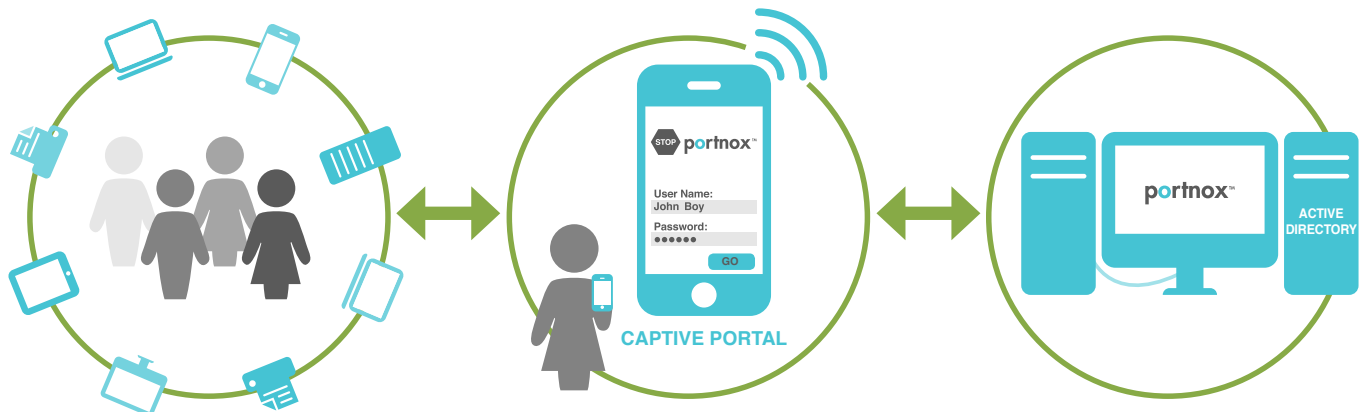 STOP portnox™
User Name:
John Boy
Password:
●●●●●●
GO
CAPTIVE PORTAL
portnox™
ACTIVE
DIRECTORY